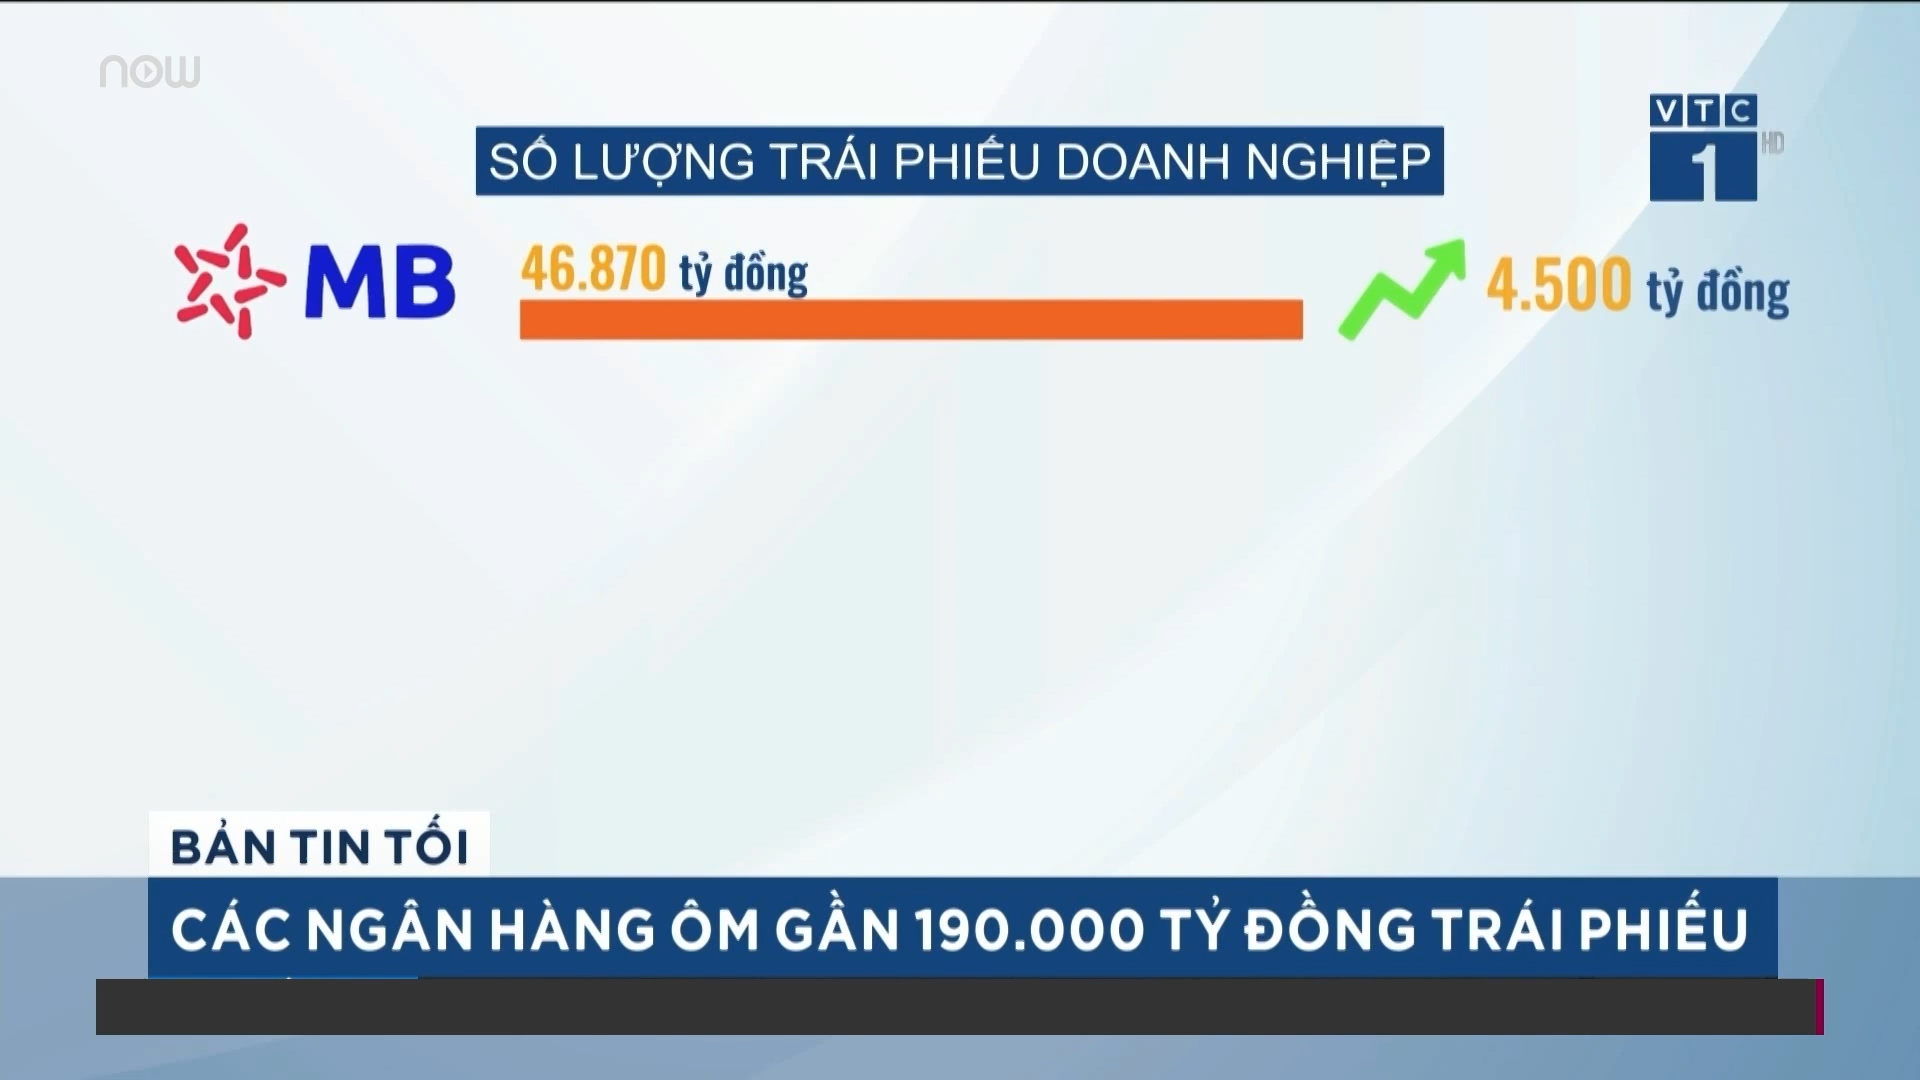 now
VTC
1
HD
SỐ LƯỢNG TRÁI PHIẾU DOANH NGHIỆP
MB
46.870 tỷ đồng
4.500 tỷ đồng
BẢN TIN TỐI
CÁC NGÂN HÀNG ÔM GẦN 190.000 TỶ ĐỒNG TRÁI PHIẾU